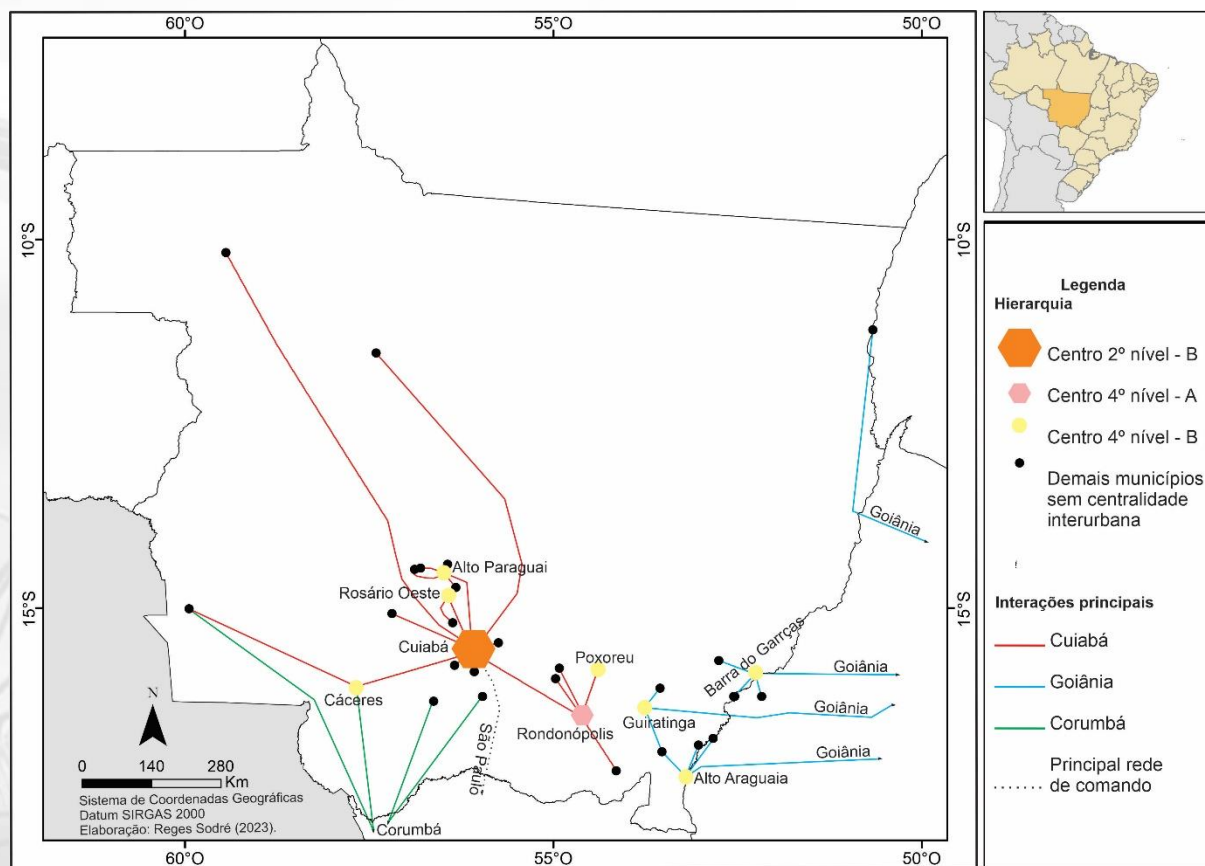 60°O
55°O
50°O
10°S
10°S
15°S
15°S
Alto Paraguai
Rosário Oeste
Cuiabá
Cáceres
Poxoreu
Rondonópolis
Guiratinga
Barra do Garrças
Alto Araguaia
Goiânia
Goiânia
Goiânia
Goiânia
São Paulo
Corumbá
N
0 140 280
Km
Sistema de Coordenadas Geográficas
Datum SIRGAS 2000
Elaboração: Reges Sodré (2023).
60°O
55°O
50°O
Legenda
Hierarquia
Centro 2º nível - B
Centro 4º nível - A
Centro 4º nível - B
Demais municípios
sem centralidade
interurbana
Interações principais
Cuiabá
Goiânia
Corumbá
Principal rede
de comando